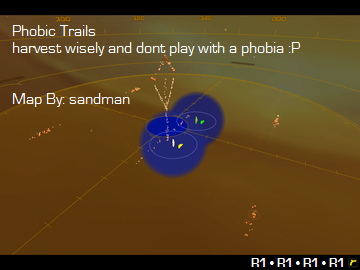 Phobic Trails
harvest wisely and dont play with a phobia :P
Map By: sandman
R1 • R1 • R1 • R1 r